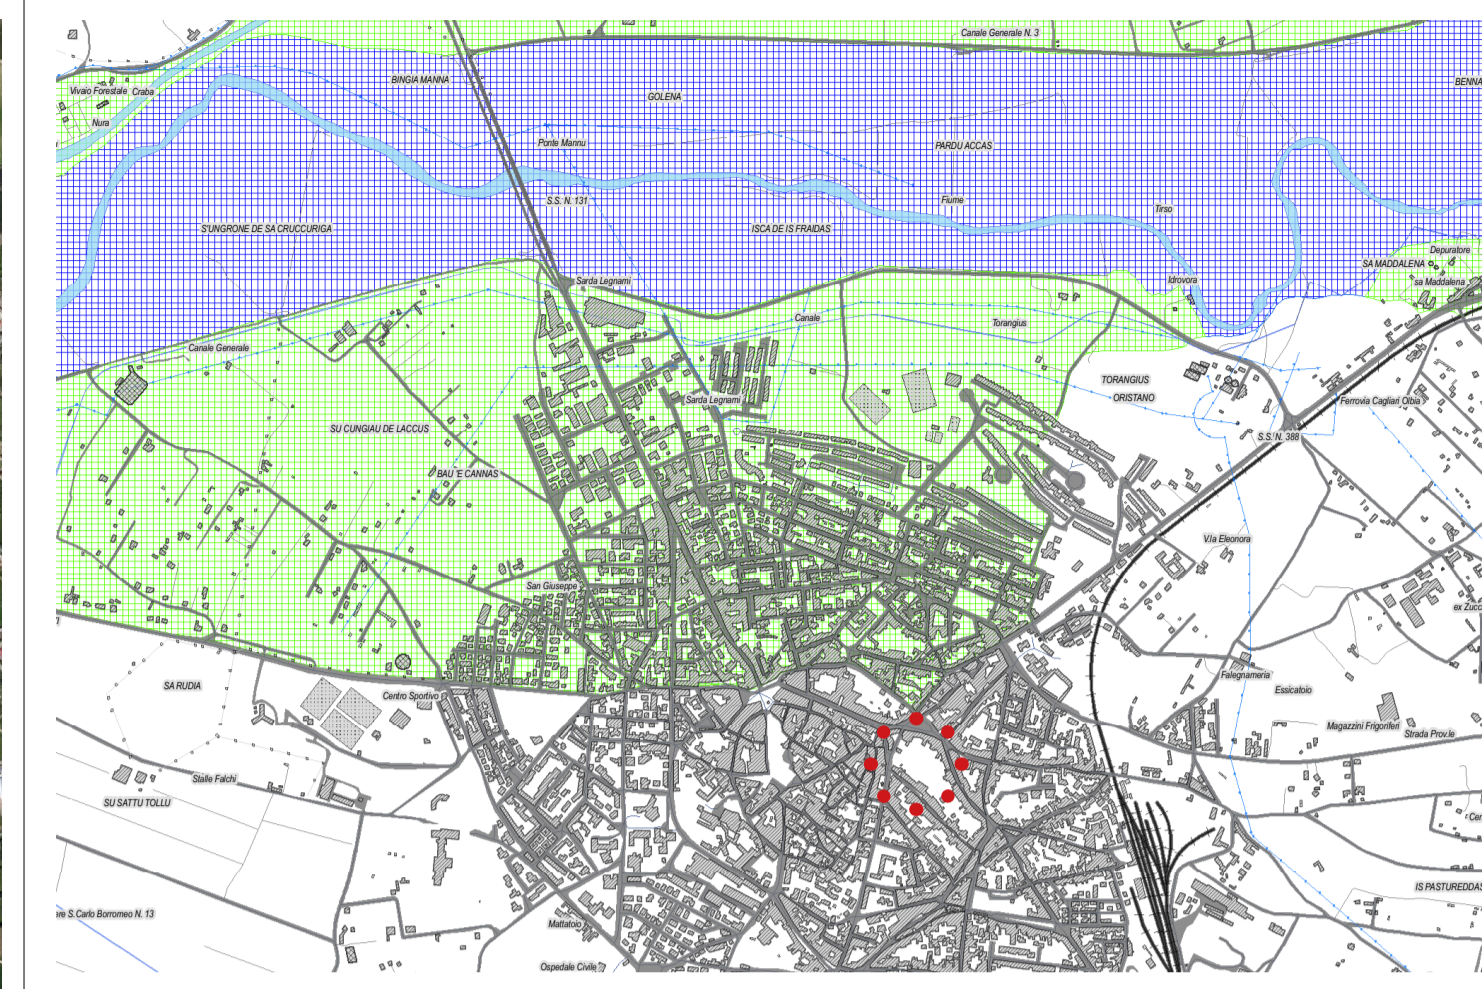 Canale Generale N. 3
BINGIA MANNA
BENNA
Vivaio Forestale
Craba
GOLENA
Nura
Ponte Mannu
PARDU ACCAS
S.S. N. 131
Fiume
Tirso
S'UNGRONE DE SA CRUCCURIGA
ISCA DE IS FRAIDAS
Depuratore
SA MADDALENA
sa Maddalena
Sarda Legnami
Idrovora
Canale
Torangius
Canale Generale
TORANGIUS
ORISTANO
Sarda Legnami
Ferrovia Cagliari Olbia
SU CUNGIAU DE LACCUS
S.S. N. 388
BAU 'E CANNAS
V.la Eleonora
San Giuseppe
ex Zucc
Falegnameria
SA RUDIA
Centro Sportivo
Essicatoio
Magazzini Frigoriferi
Strada Prov.le
Stalle Falchi
SU SATTU TOLLU
Cer
IS PASTUREDDAS
ere S.Carlo Borromeo N. 13
Mattatoio
Ospedale Civile